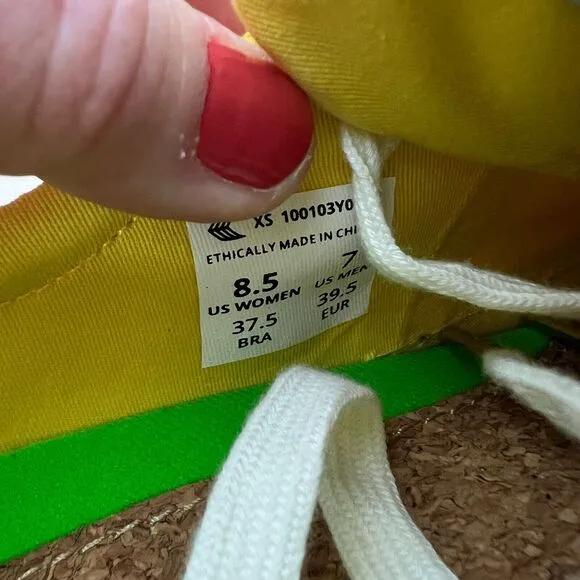 XS 100103Y0
ETHICALLY MADE IN CHI
8.5 7
US WOMEN US MEN
37.5 39.5
BRA EUR